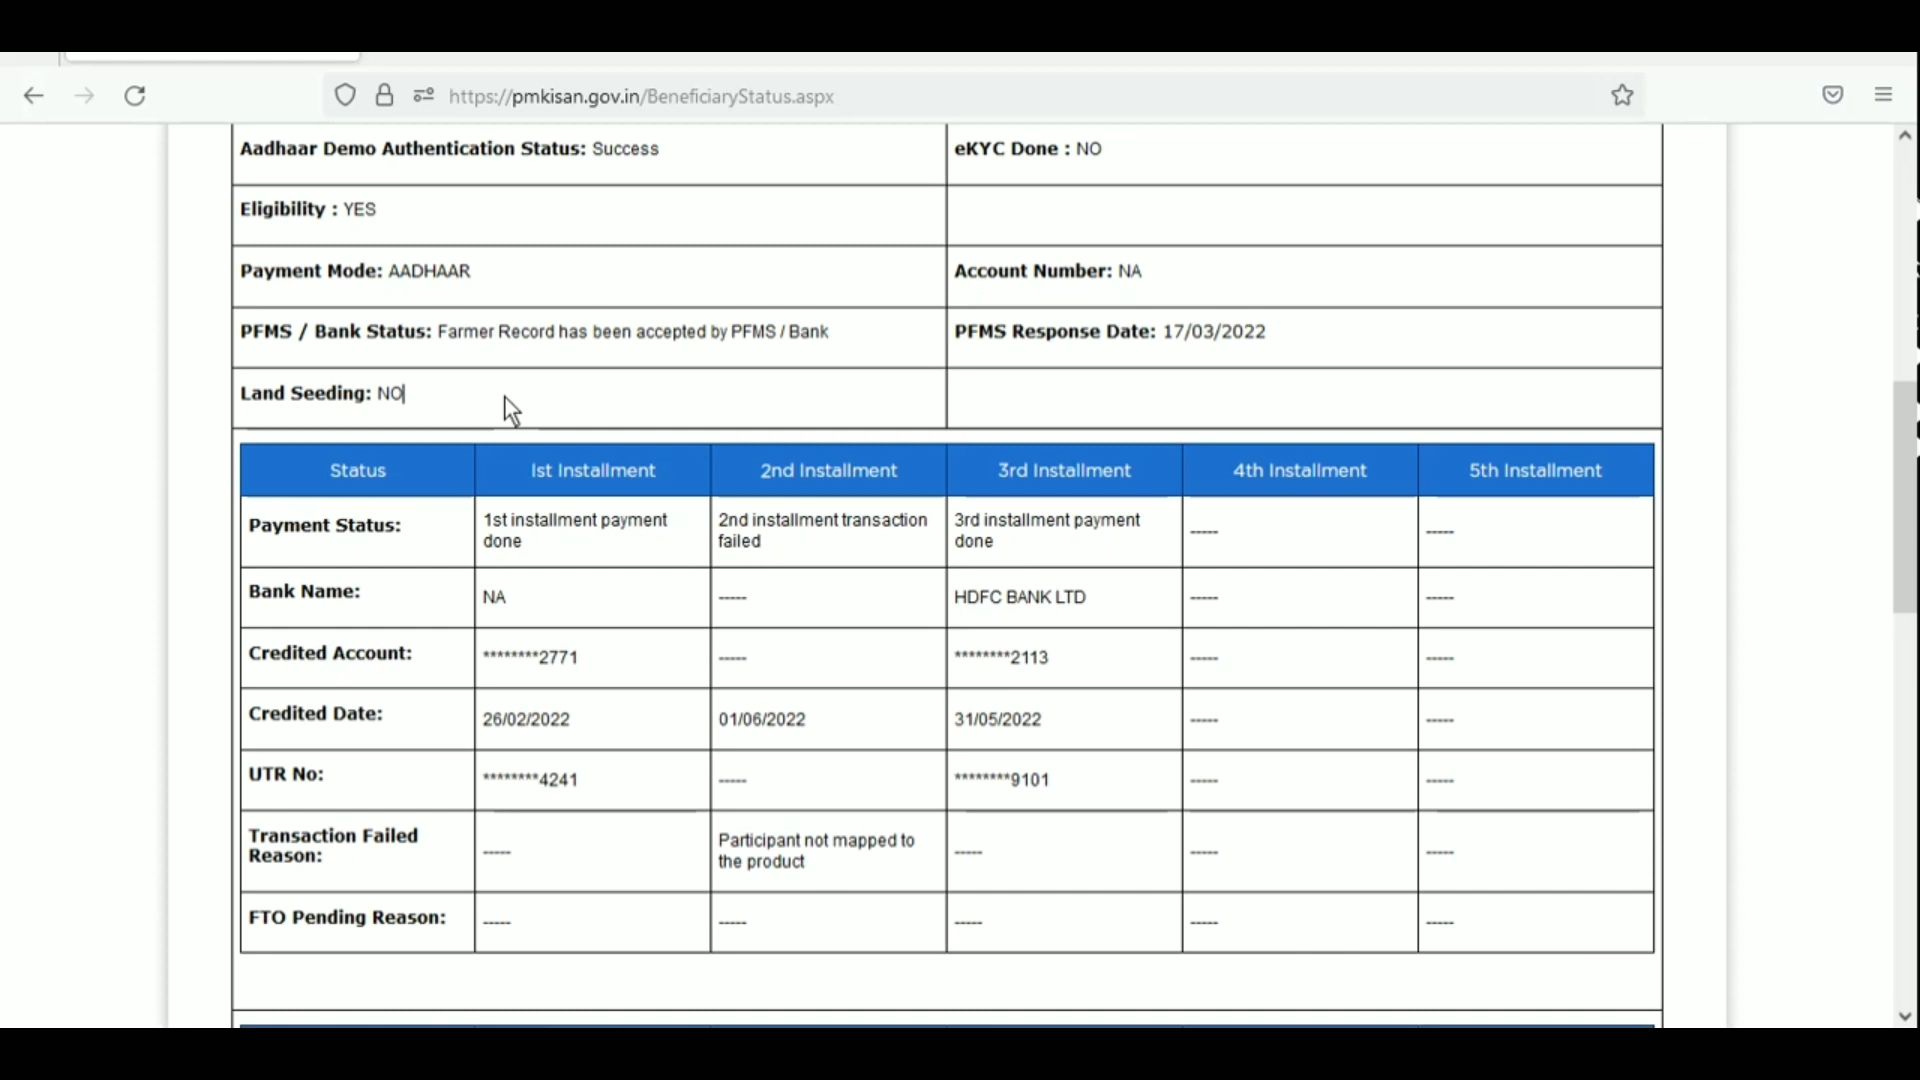 https://pmkisan.gov.in/BeneficiaryStatus.aspx
Aadhaar Demo Authentication Status: Success
eKYC Done : NO
Eligibility : YES
Payment Mode: AADHAAR
Account Number: NA
PFMS / Bank Status: Farmer Record has been accepted by PFMS / Bank
PFMS Response Date: 17/03/2022
Land Seeding: NO
Status
Ist Installment
2nd Installment
3rd Installment
4th Installment
5th Installment
Payment Status:
1st installment payment
done
2nd installment transaction
failed
3rd installment payment
done
-----
-----
Bank Name:
NA
-----
HDFC BANK LTD
-----
-----
Credited Account:
********2771
-----
********2113
-----
-----
Credited Date:
26/02/2022
01/06/2022
31/05/2022
-----
-----
UTR No:
********4241
-----
********9101
-----
-----
Transaction Failed
Reason:
-----
Participant not mapped to
the product
-----
-----
-----
FTO Pending Reason:
-----
-----
-----
-----
-----